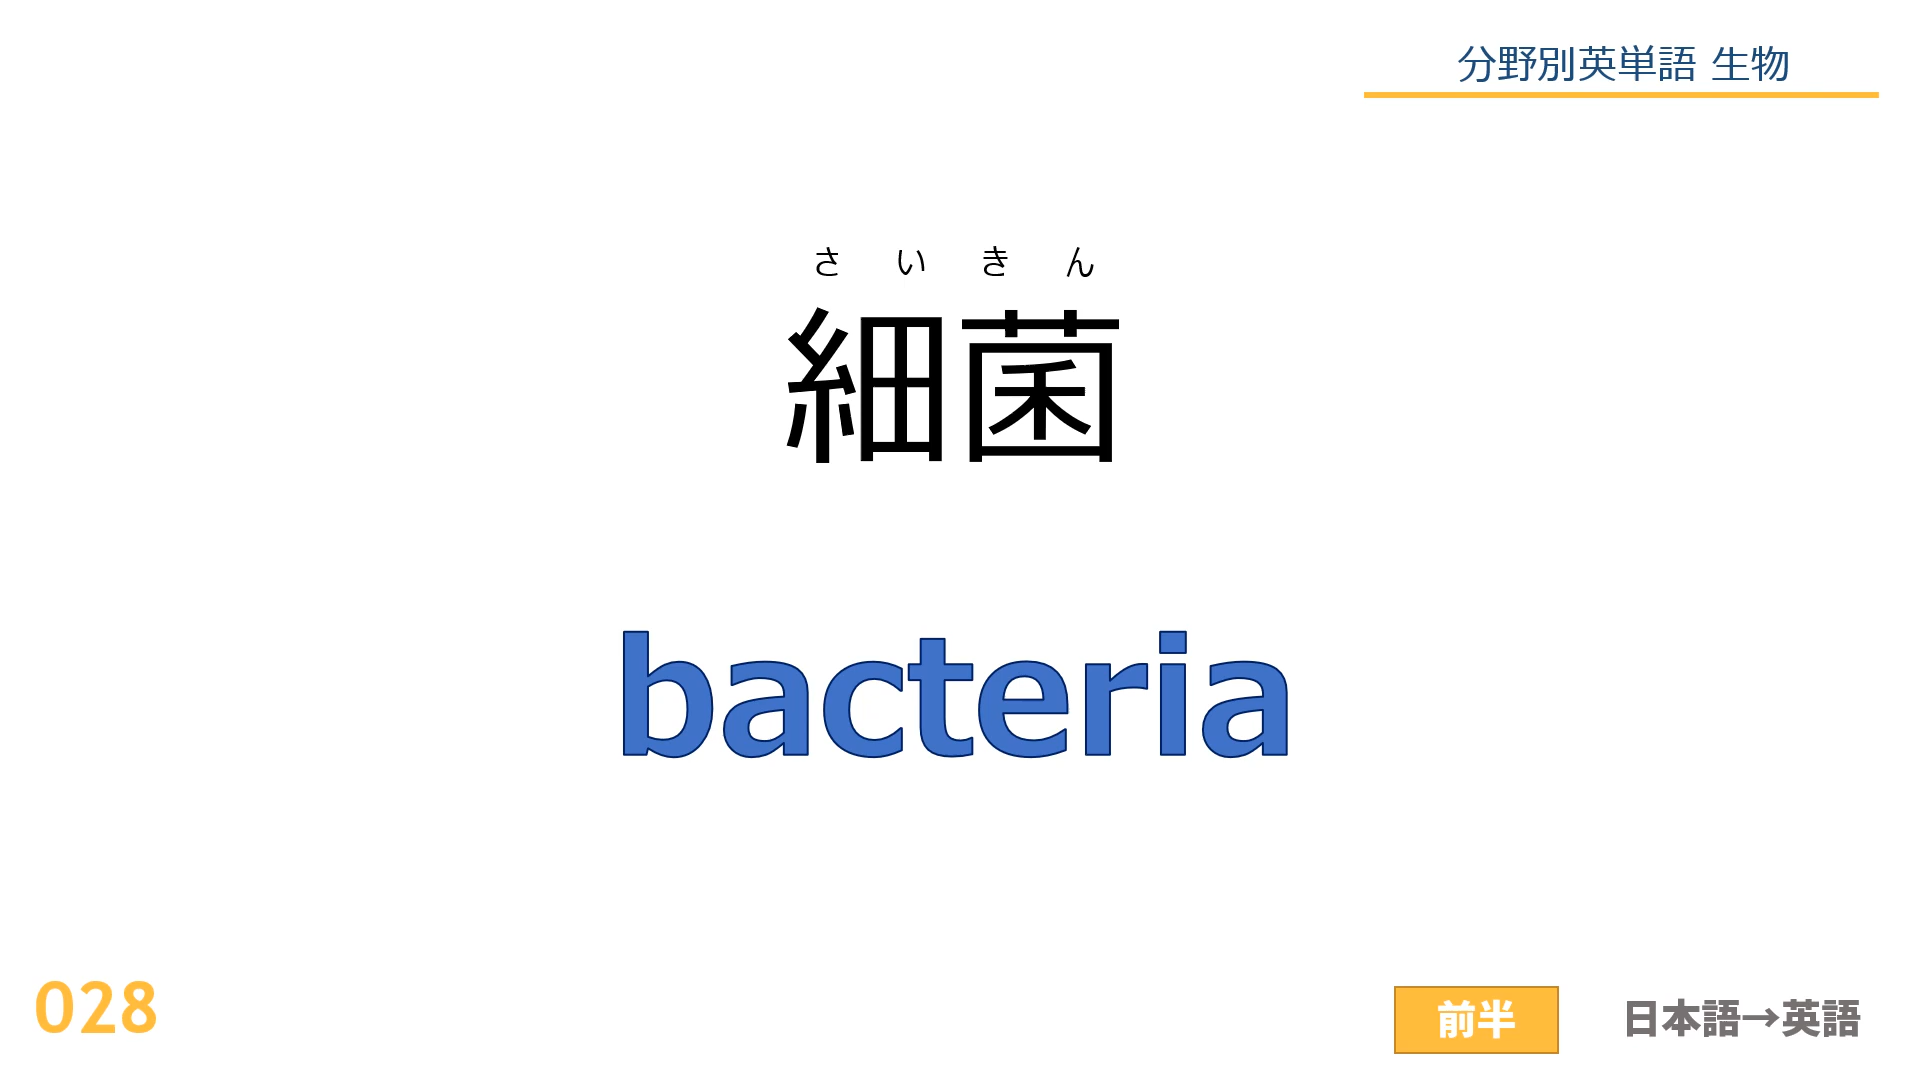 分野別英単語 生物
さいきん
細菌
bacteria
028
前半
日本語→英語